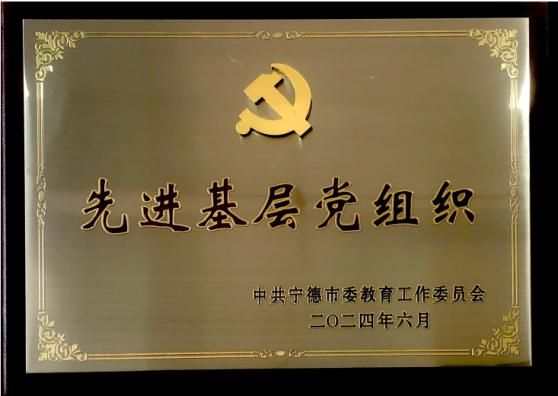 先进基层党组织
中共宁德市委教育工作委员会
二〇二四年六月